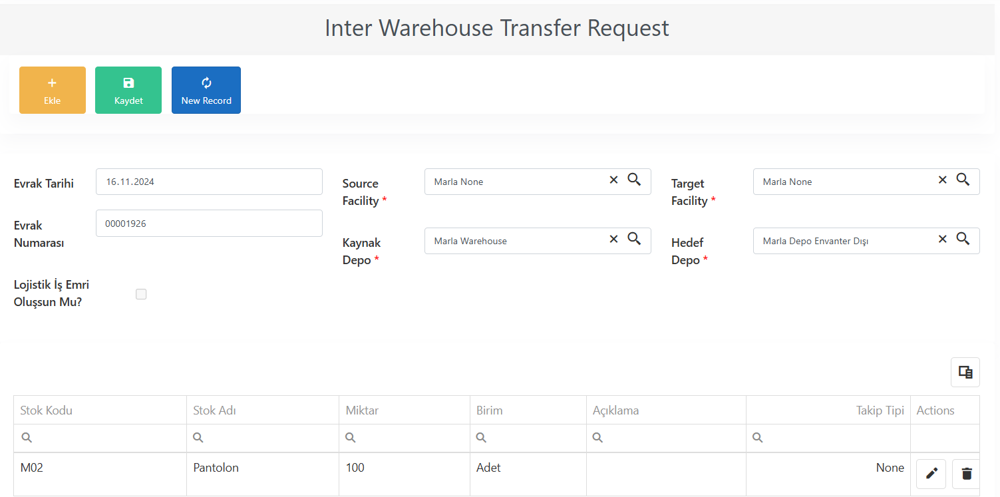 Inter Warehouse Transfer Request
Ekle
Kaydet
New Record
Evrak Tarihi
16.11.2024
Source
Facility *
Marla None
Target
Facility *
Marla None
Evrak
Numarası
00001926
Kaynak
Depo *
Marla Warehouse
Hedef
Depo *
Marla Depo Envanter Dışı
Lojistik İş Emri
Oluşsun Mu?
Stok Kodu Stok Adı Miktar Birim Açıklama Takip Tipi Actions
M02 Pantolon 100 Adet None